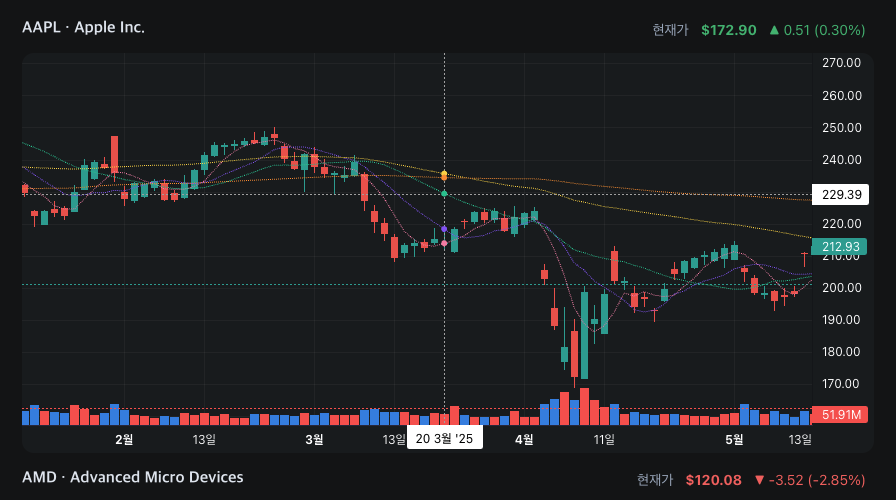 AAPL · Apple Inc.
현재가 $172.90 ▲ 0.51 (0.30%)
270.00
260.00
250.00
240.00
229.39
220.00
212.93
210.00
200.00
190.00
180.00
170.00
51.91M
2월 13일 3월 13일 20 3월 '25 4월 11일 5월 13일
AMD · Advanced Micro Devices
현재가 $120.08 ▼ -3.52 (-2.85%)